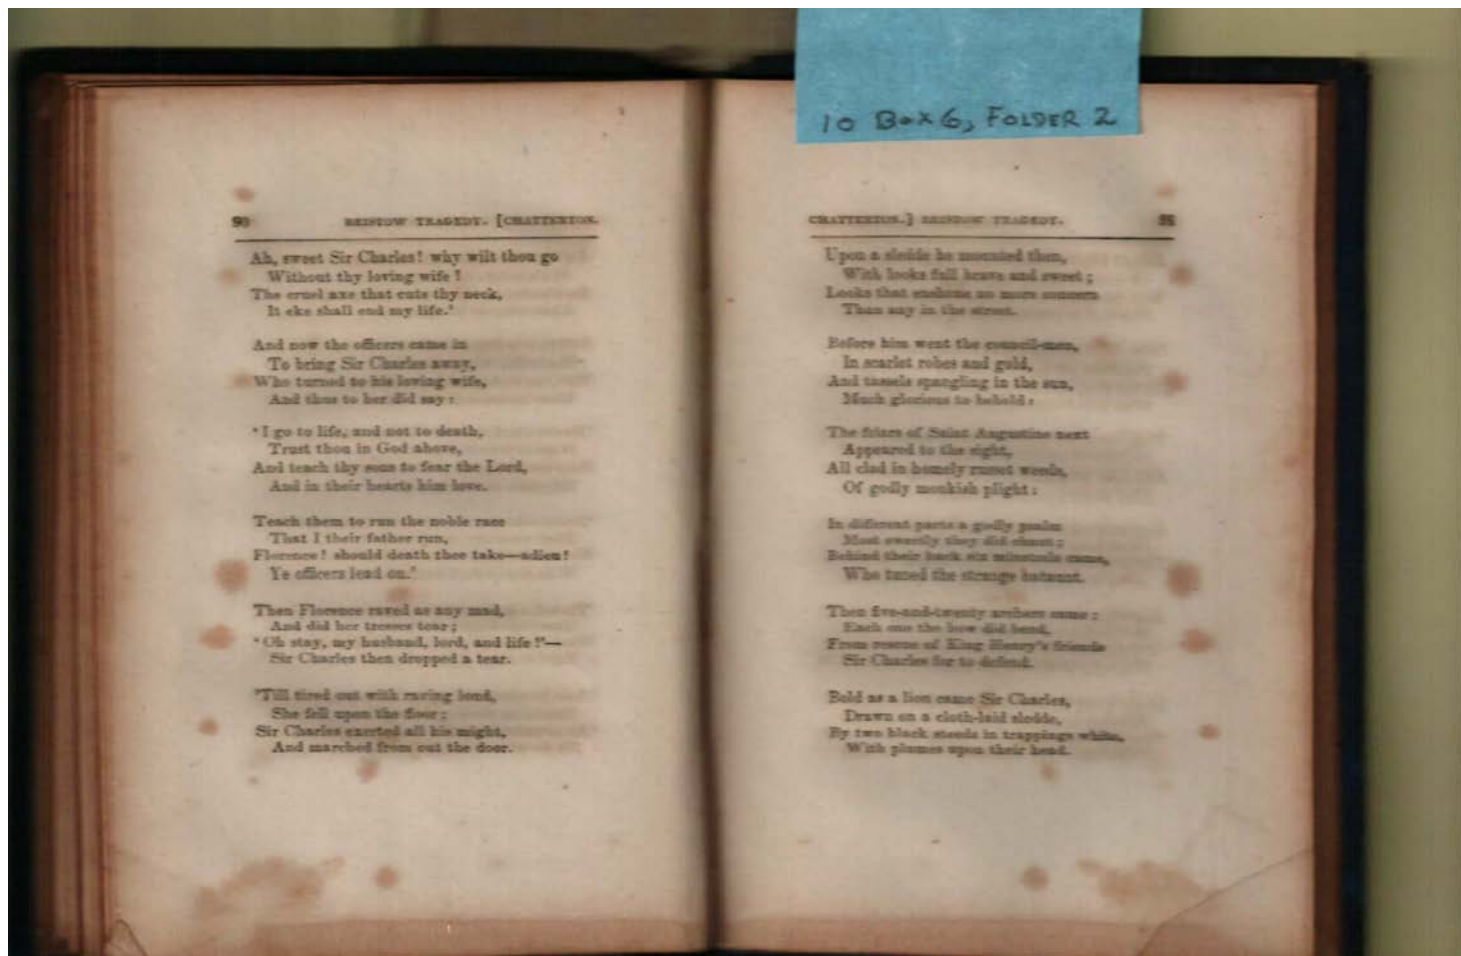 10 Box 6, FOLDER 2
90 BRISTOW TRAGEDY. [CHATTERTON.
Ah, sweet Sir Charles! why wilt thou go
Without thy loving wife!
The cruel axe that cuts thy neck,
It eke shall end my life.'
And now the officers came in
To bring Sir Charles away,
Who turned to his loving wife,
And thus to her did say:
'I go to life, and not to death,
Trust thou in God above,
And teach thy sons to fear the Lord,
And in their hearts him love.
Teach them to run the noble race
That I their father run,
Florence! should death thee take—adieu!
Ye officers lead on.'
Then Florence raved as any mad,
And did her tresses tear;
'Oh stay, my husband, lord, and life!'—
Sir Charles then dropped a tear.
'Till tired out with raving loud,
She fell upon the floor;
Sir Charles exerted all his might,
And marched from out the door.
CHATTERTON.] BRISTOW TRAGEDY.
Upon a sledde he mounted then,
With looks full brave and sweet;
Looks that enshone no more concern
Than any in the street.
Before him went the council-men,
In scarlet robes and gold,
And tassels spangling in the sun,
Much glorious to behold:
The friars of Saint Augustine next
Appeared to the sight,
All clad in homely russet weeds,
Of godly monkish plight:
In different parts a godly psalm
Most sweetly they did chaunt;
Behind their back six minstrels came,
Who tuned the strange bataunt.
Then five-and-twenty archers came;
Each one the bow did bend,
From rescue of King Henry's friends
Sir Charles for to defend.
Bold as a lion came Sir Charles,
Drawn on a cloth-laid sledde,
By two black steeds in trappings white,
With plumes upon their head.